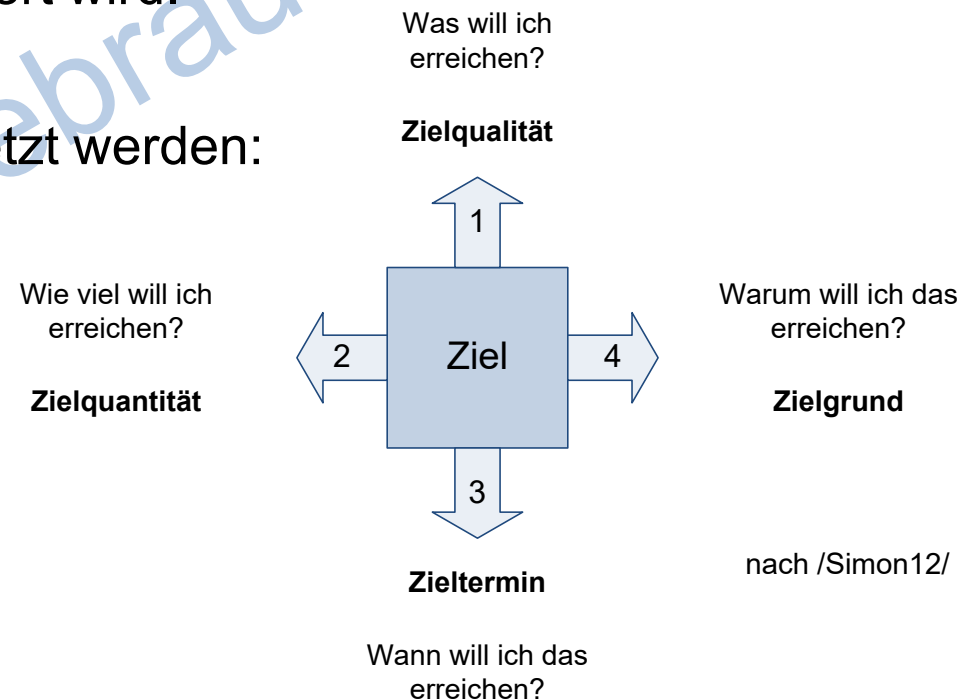 wird.
werden:
Was will ich
erreichen?
Zielqualität
1
Wie viel will ich
erreichen?
Zielquantität
2
Ziel
4
Warum will ich das
erreichen?
Zielgrund
3
Zieltermin
Wann will ich das
erreichen?
nach /Simon12/